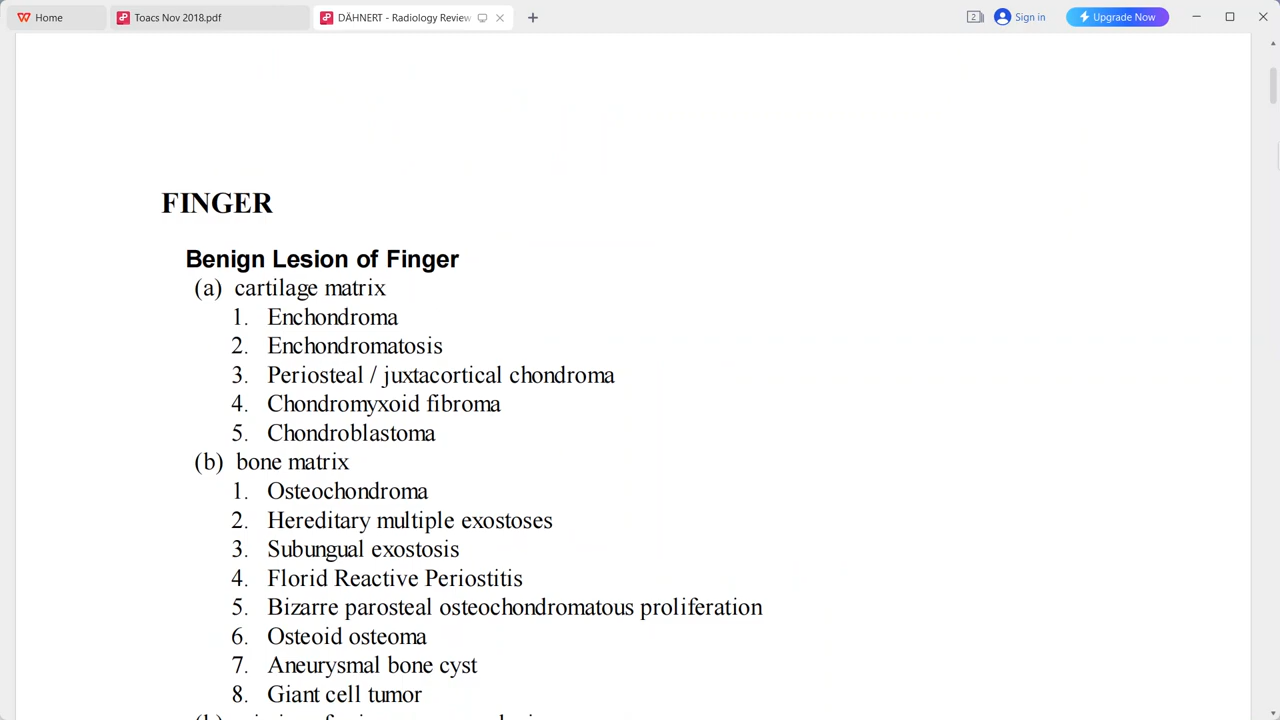 Home
Toacs Nov 2018.pdf
DÄHNERT - Radiology Review
2
Sign in
Upgrade Now
FINGER
Benign Lesion of Finger
(a) cartilage matrix
1. Enchondroma
2. Enchondromatosis
3. Periosteal / juxtacortical chondroma
4. Chondromyxoid fibroma
5. Chondroblastoma
(b) bone matrix
1. Osteochondroma
2. Hereditary multiple exostoses
3. Subungual exostosis
4. Florid Reactive Periostitis
5. Bizarre parosteal osteochondromatous proliferation
6. Osteoid osteoma
7. Aneurysmal bone cyst
8. Giant cell tumor